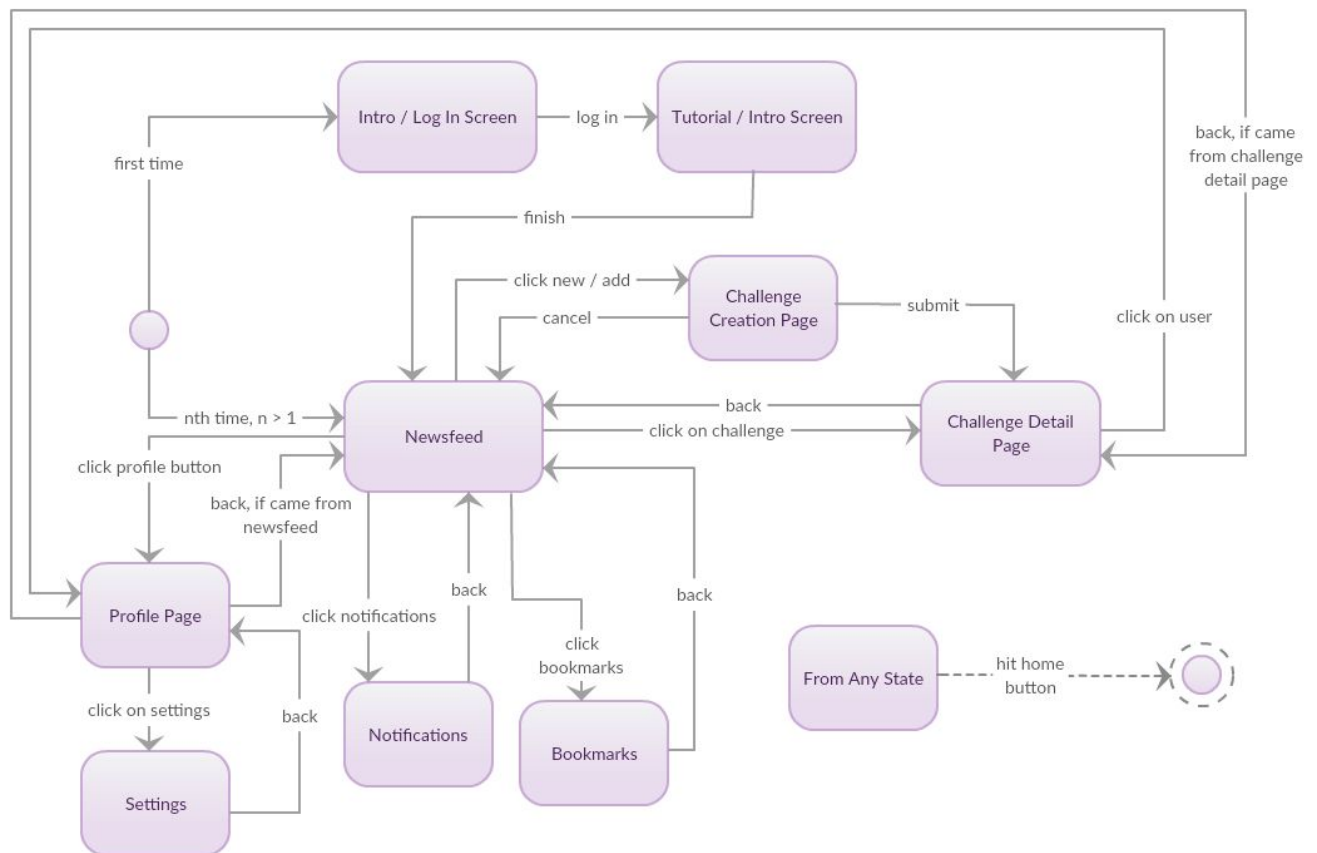 Intro / Log In Screen
log in
Tutorial / Intro Screen
first time
back, if came
from challenge
detail page
finish
click new / add
Challenge
Creation Page
cancel
submit
click on user
nth time, n > 1
Newsfeed
back
click on challenge
Challenge Detail
Page
click profile button
back, if came from
newsfeed
Profile Page
click notifications
back
click
bookmarks
back
From Any State
hit home
button
click on settings
back
Notifications
Bookmarks
Settings